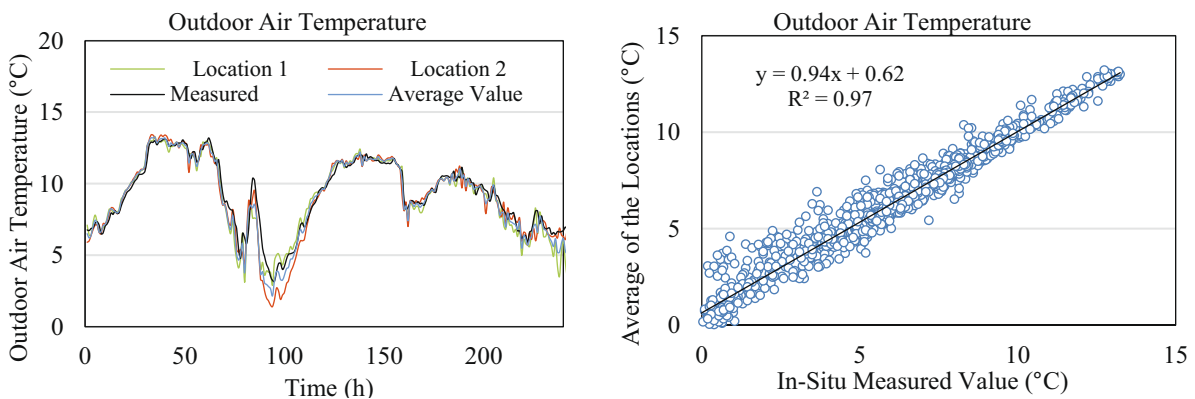 Outdoor Air Temperature
Outdoor Air Temperature (°C)
20
15
10
5
0
Location 1
Location 2
Measured
Average Value
0
50
100
150
200
Time (h)
Outdoor Air Temperature
Average of the Locations (°C)
15
10
5
0
y = 0.94x + 0.62
R² = 0.97
0
5
10
15
In-Situ Measured Value (°C)